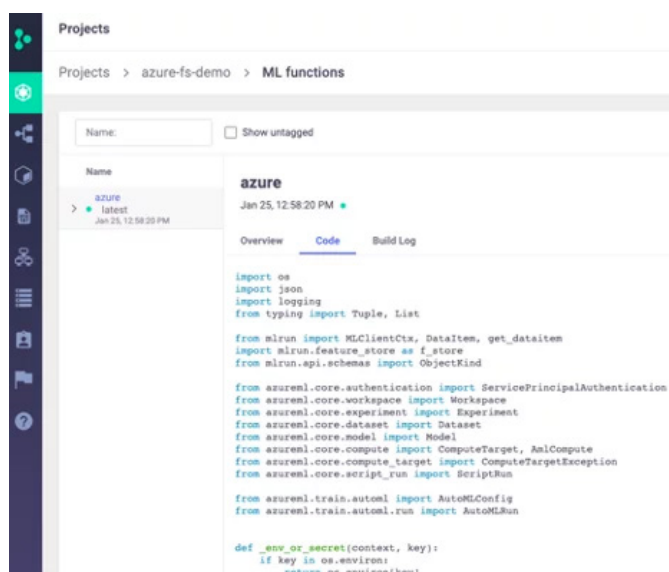 Projects
Projects > azure-fs-demo > ML functions
Name:
Show untagged
Name
azure
latest
Jan 25, 12:58:20 PM
azure
Jan 25, 12:58:20 PM
Overview Code Build Log
import os
import json
import logging
from typing import Tuple, List
from mlrun import MLClientCtx, DataItem, get_dataitem
import mlrun.feature_store as f_store
from mlrun.api.schemas import ObjectKind
from azureml.core.authentication import ServicePrincipalAuthentication
from azureml.core.workspace import Workspace
from azureml.core.experiment import Experiment
from azureml.core.dataset import Dataset
from azureml.core.model import Model
from azureml.core.compute import ComputeTarget, AmlCompute
from azureml.core.compute_target import ComputeTargetException
from azureml.core.script_run import ScriptRun
from azureml.train.automl import AutoMLConfig
from azureml.train.automl.run import AutoMLRun
def _env_or_secret(context, key):
if key in os.environ:
return os.environ[key]